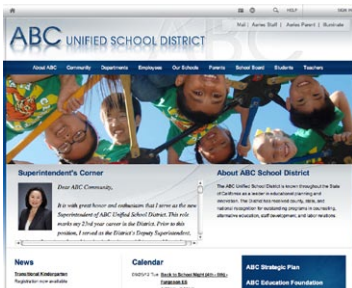 HELP
SIGN IN
Mail | Aeries Staff | Aeries Parent | Illuminate
ABC UNIFIED SCHOOL DISTRICT
About ABC Community Departments Employees Our Schools Parents School Board Students Teachers
Superintendent's Corner
Dear ABC Community,
It is with great honor and enthusiasm that I serve as the new
Superintendent of ABC Unified School District. This role
marks my 23rd year career in the District. Prior to this
position, I served as the District's Deputy Superintendent,
About ABC School District
The ABC Unified School District is known throughout the State
of California as a leader in educational planning and
innovation. The District has received county, state, and
national recognition for outstanding programs in counseling,
alternative education, staff development, and labor relations.
News
Transitional Kindergarten
Registration now available
Calendar
Back to School Night (4th - 6th) -
ABC Strategic Plan
ABC Education Foundation